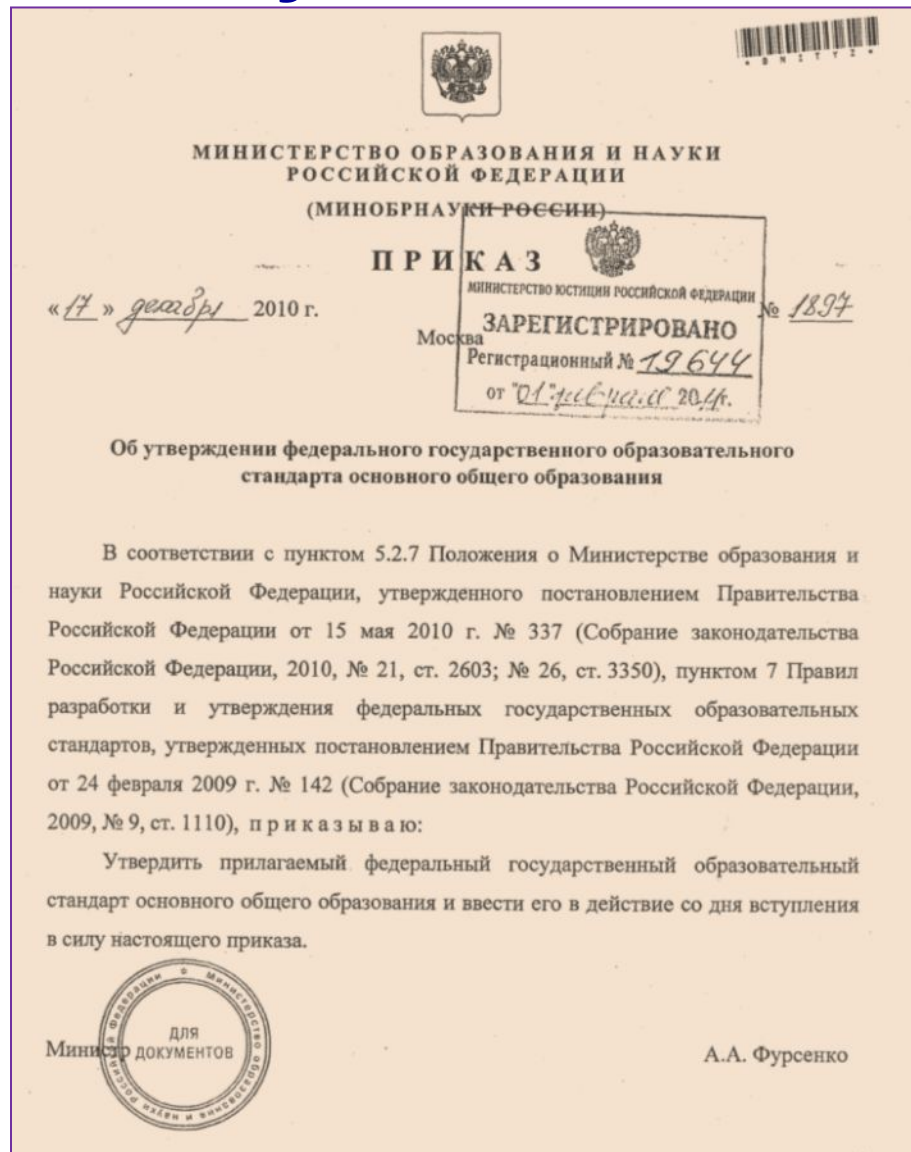 МИНИСТЕРСТВО ОБРАЗОВАНИЯ И НАУКИ
РОССИЙСКОЙ ФЕДЕРАЦИИ
(МИНОБРНАУКИ РОССИИ)
ПРИКАЗ
«17» декабря 2010 г.
№ 1897
Москва
МИНИСТЕРСТВО ЮСТИЦИИ РОССИЙСКОЙ ФЕДЕРАЦИИ
ЗАРЕГИСТРИРОВАНО
Регистрационный № 19644
от "01" февраля 2011г.
Об утверждении федерального государственного образовательного
стандарта основного общего образования
В соответствии с пунктом 5.2.7 Положения о Министерстве образования и
науки Российской Федерации, утвержденного постановлением Правительства
Российской Федерации от 15 мая 2010 г. № 337 (Собрание законодательства
Российской Федерации, 2010, № 21, ст. 2603; № 26, ст. 3350), пунктом 7 Правил
разработки и утверждения федеральных государственных образовательных
стандартов, утвержденных постановлением Правительства Российской Федерации
от 24 февраля 2009 г. № 142 (Собрание законодательства Российской Федерации,
2009, № 9, ст. 1110), п р и к а з ы в а ю:
Утвердить прилагаемый федеральный государственный образовательный
стандарт основного общего образования и ввести его в действие со дня вступления
в силу настоящего приказа.
Министр
А.А. Фурсенко
Министерство образования и науки Российской Федерации
ДЛЯ
ДОКУМЕНТОВ